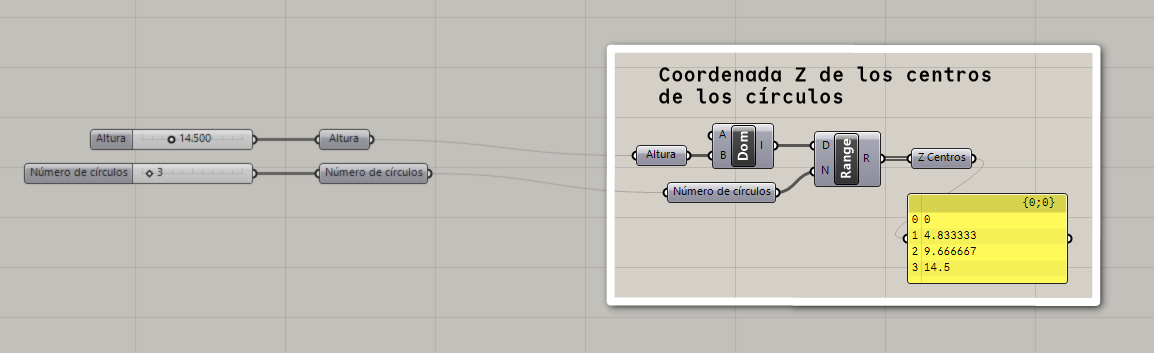 Coordenada Z de los centros
de los círculos
Altura 14.500 Altura
Número de círculos 3 Número de círculos
Altura A B Dom I
Número de círculos D N Range R
Z Centros
{0;0}
0 0
1 4.833333
2 9.666667
3 14.5